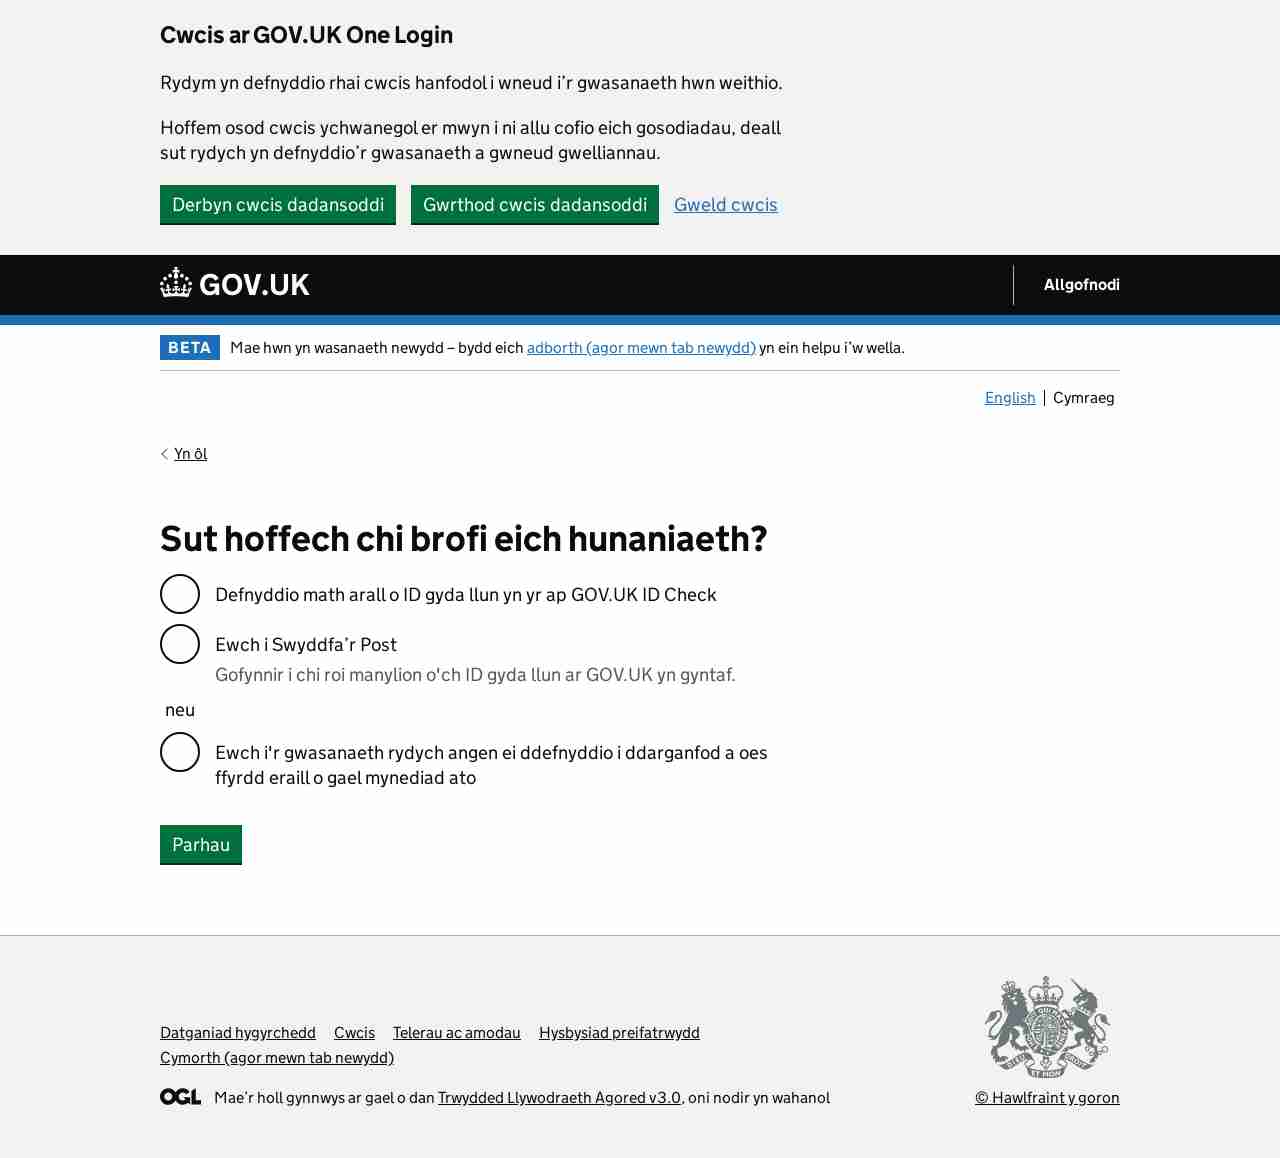 Cwcis ar GOV.UK One Login
Rydym yn defnyddio rhai cwcis hanfodol i wneud i’r gwasanaeth hwn weithio.
Hoffem osod cwcis ychwanegol er mwyn i ni allu cofio eich gosodiadau, deall
sut rydych yn defnyddio’r gwasanaeth a gwneud gwelliannau.
Derbyn cwcis dadansoddi Gwrthod cwcis dadansoddi Gweld cwcis
GOV.UK Allgofnodi
BETA Mae hwn yn wasanaeth newydd – bydd eich adborth (agor mewn tab newydd) yn ein helpu i’w wella.
English Cymraeg
Yn ôl
Sut hoffech chi brofi eich hunaniaeth?
Defnyddio math arall o ID gyda llun yn yr ap GOV.UK ID Check
Ewch i Swyddfa’r Post
Gofynnir i chi roi manylion o'ch ID gyda llun ar GOV.UK yn gyntaf.
neu
Ewch i'r gwasanaeth rydych angen ei ddefnyddio i ddarganfod a oes
ffyrdd eraill o gael mynediad ato
Parhau
Datganiad hygyrchedd Cwcis Telerau ac amodau Hysbysiad preifatrwydd
Cymorth (agor mewn tab newydd)
OGL Mae’r holl gynnwys ar gael o dan Trwydded Llywodraeth Agored v3.0, oni nodir yn wahanol
© Hawlfraint y goron